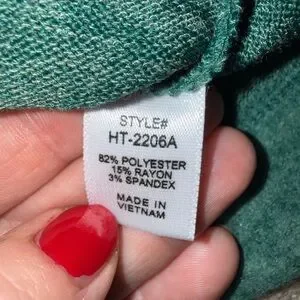 STYLE#
HT-2206A
82% POLYESTER
15% RAYON
3% SPANDEX
MADE IN
VIETNAM